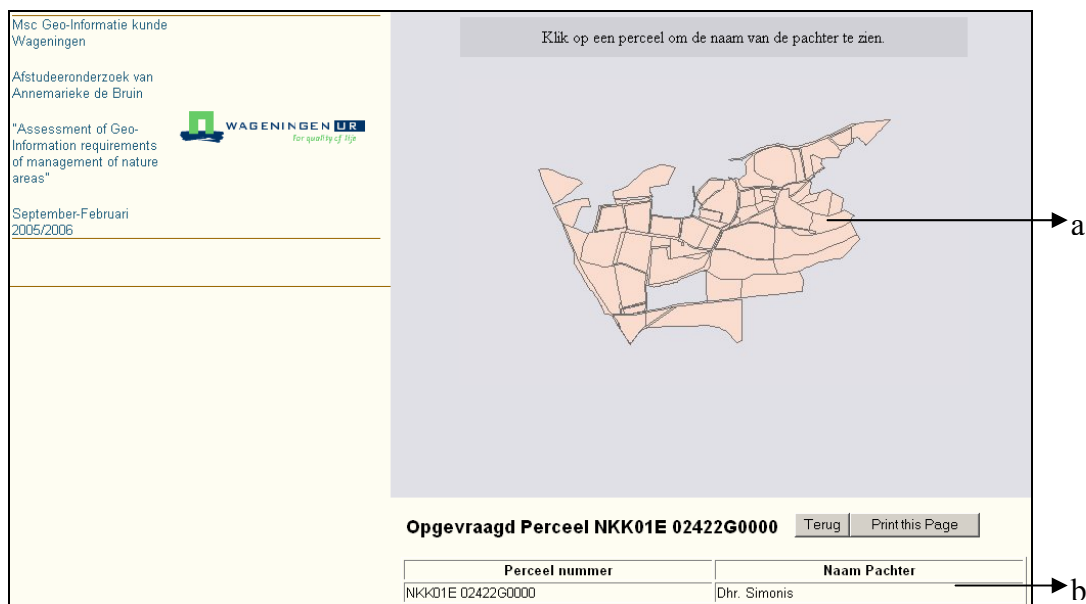 Msc Geo-Informatie kunde
Wageningen
Afstudeeronderzoek van
Annemarieke de Bruin
"Assessment of Geo-
Information requirements
of management of nature
areas"
September-Februari
2005/2006
WAGENINGEN UR
For quality of life
Klik op een perceel om de naam van de pachter te zien.
a
Opgevraagd Perceel NKK01E 02422G0000
Terug
Print this Page
Perceel nummer
Naam Pachter
NKK01E 02422G0000
Dhr. Simonis
b